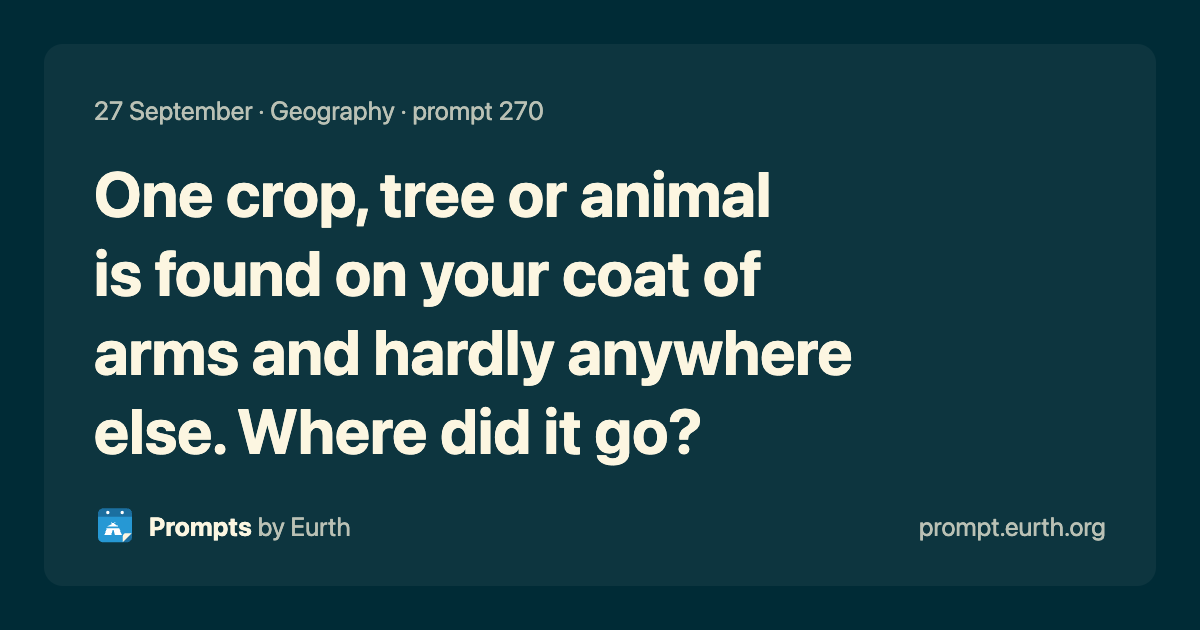 27 September · Geography · prompt 270
One crop, tree or animal
is found on your coat of
arms and hardly anywhere
else. Where did it go?
Prompts by Eurth
prompt.eurth.org